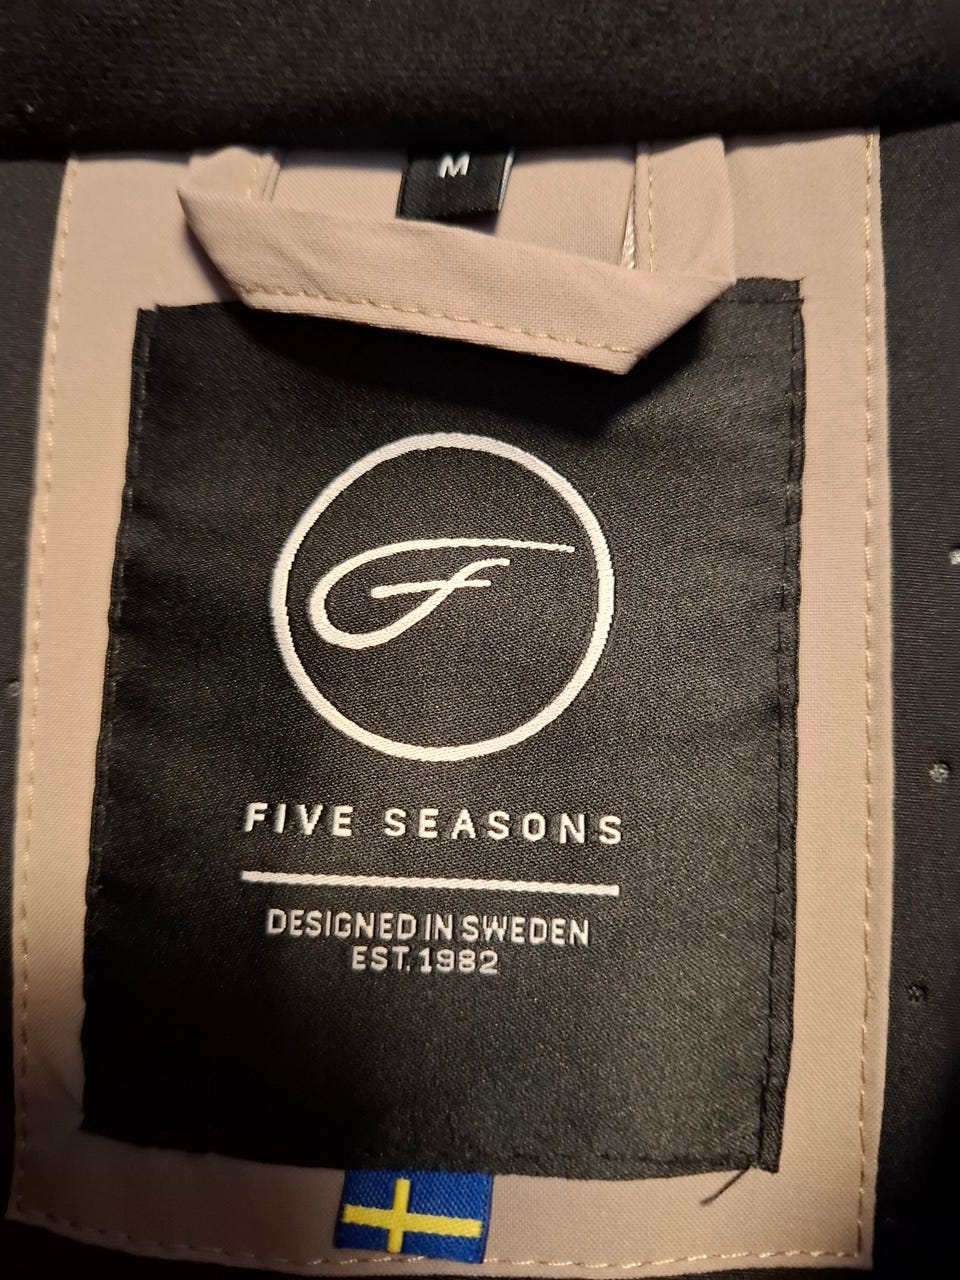 M
F
FIVE SEASONS
DESIGNED IN SWEDEN
EST. 1982